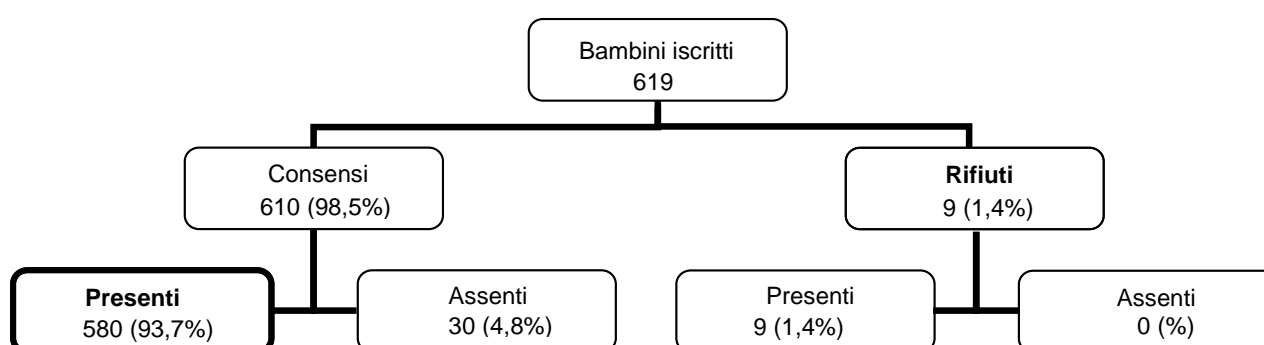 Bambini iscritti
619
Consensi
610 (98,5%)
Rifiuti
9 (1,4%)
Presenti
580 (93,7%)
Assenti
30 (4,8%)
Presenti
9 (1,4%)
Assenti
0 (%)